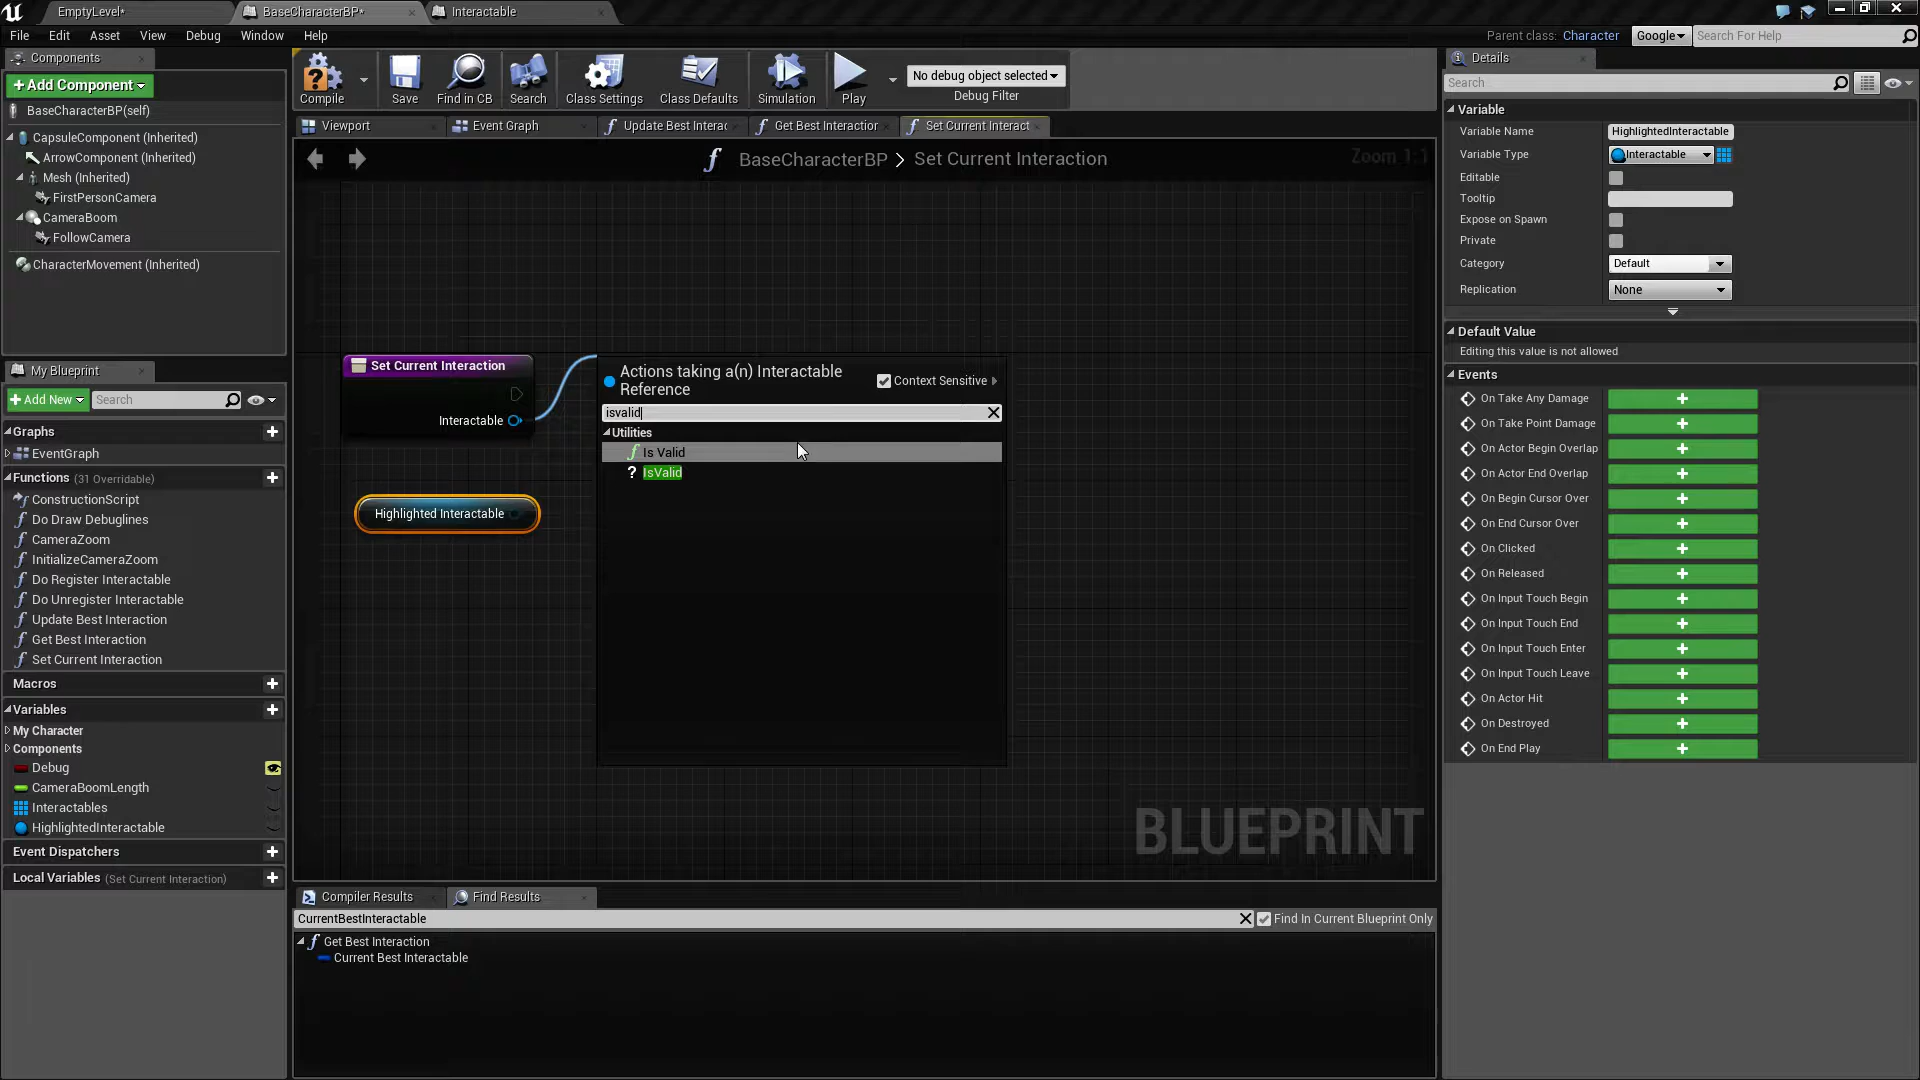 EmptyLevel*
BaseCharacterBP*
Interactable
File Edit Asset View Debug Window Help
Parent class: Character
Google
Search For Help
Components
+Add Component
BaseCharacterBP(self)
CapsuleComponent (Inherited)
ArrowComponent (Inherited)
Mesh (Inherited)
FirstPersonCamera
CameraBoom
FollowCamera
CharacterMovement (Inherited)
Compile
Save
Find in CB
Search
Class Settings
Class Defaults
Simulation
Play
No debug object selected
Debug Filter
Viewport
Event Graph
Update Best Interac
Get Best Interaction
Set Current Interact
BaseCharacterBP > Set Current Interaction
Zoom 1:1
Set Current Interaction
Interactable
Highlighted Interactable
Actions taking a(n) Interactable
Reference
Context Sensitive
isvalid
Utilities
Is Valid
? IsValid
BLUEPRINT
My Blueprint
+Add New
Search
Graphs
EventGraph
Functions (31 Overridable)
ConstructionScript
Do Draw Debuglines
CameraZoom
InitializeCameraZoom
Do Register Interactable
Do Unregister Interactable
Update Best Interaction
Get Best Interaction
Set Current Interaction
Macros
Variables
My Character
Components
Debug
CameraBoomLength
Interactables
HighlightedInteractable
Event Dispatchers
Local Variables (Set Current Interaction)
Compiler Results
Find Results
CurrentBestInteractable
Find In Current Blueprint Only
Get Best Interaction
Current Best Interactable
Details
Search
Variable
Variable Name HighlightedInteractable
Variable Type Interactable
Editable
Tooltip
Expose on Spawn
Private
Category Default
Replication None
Default Value
Editing this value is not allowed
Events
On Take Any Damage
On Take Point Damage
On Actor Begin Overlap
On Actor End Overlap
On Begin Cursor Over
On End Cursor Over
On Clicked
On Released
On Input Touch Begin
On Input Touch End
On Input Touch Enter
On Input Touch Leave
On Actor Hit
On Destroyed
On End Play